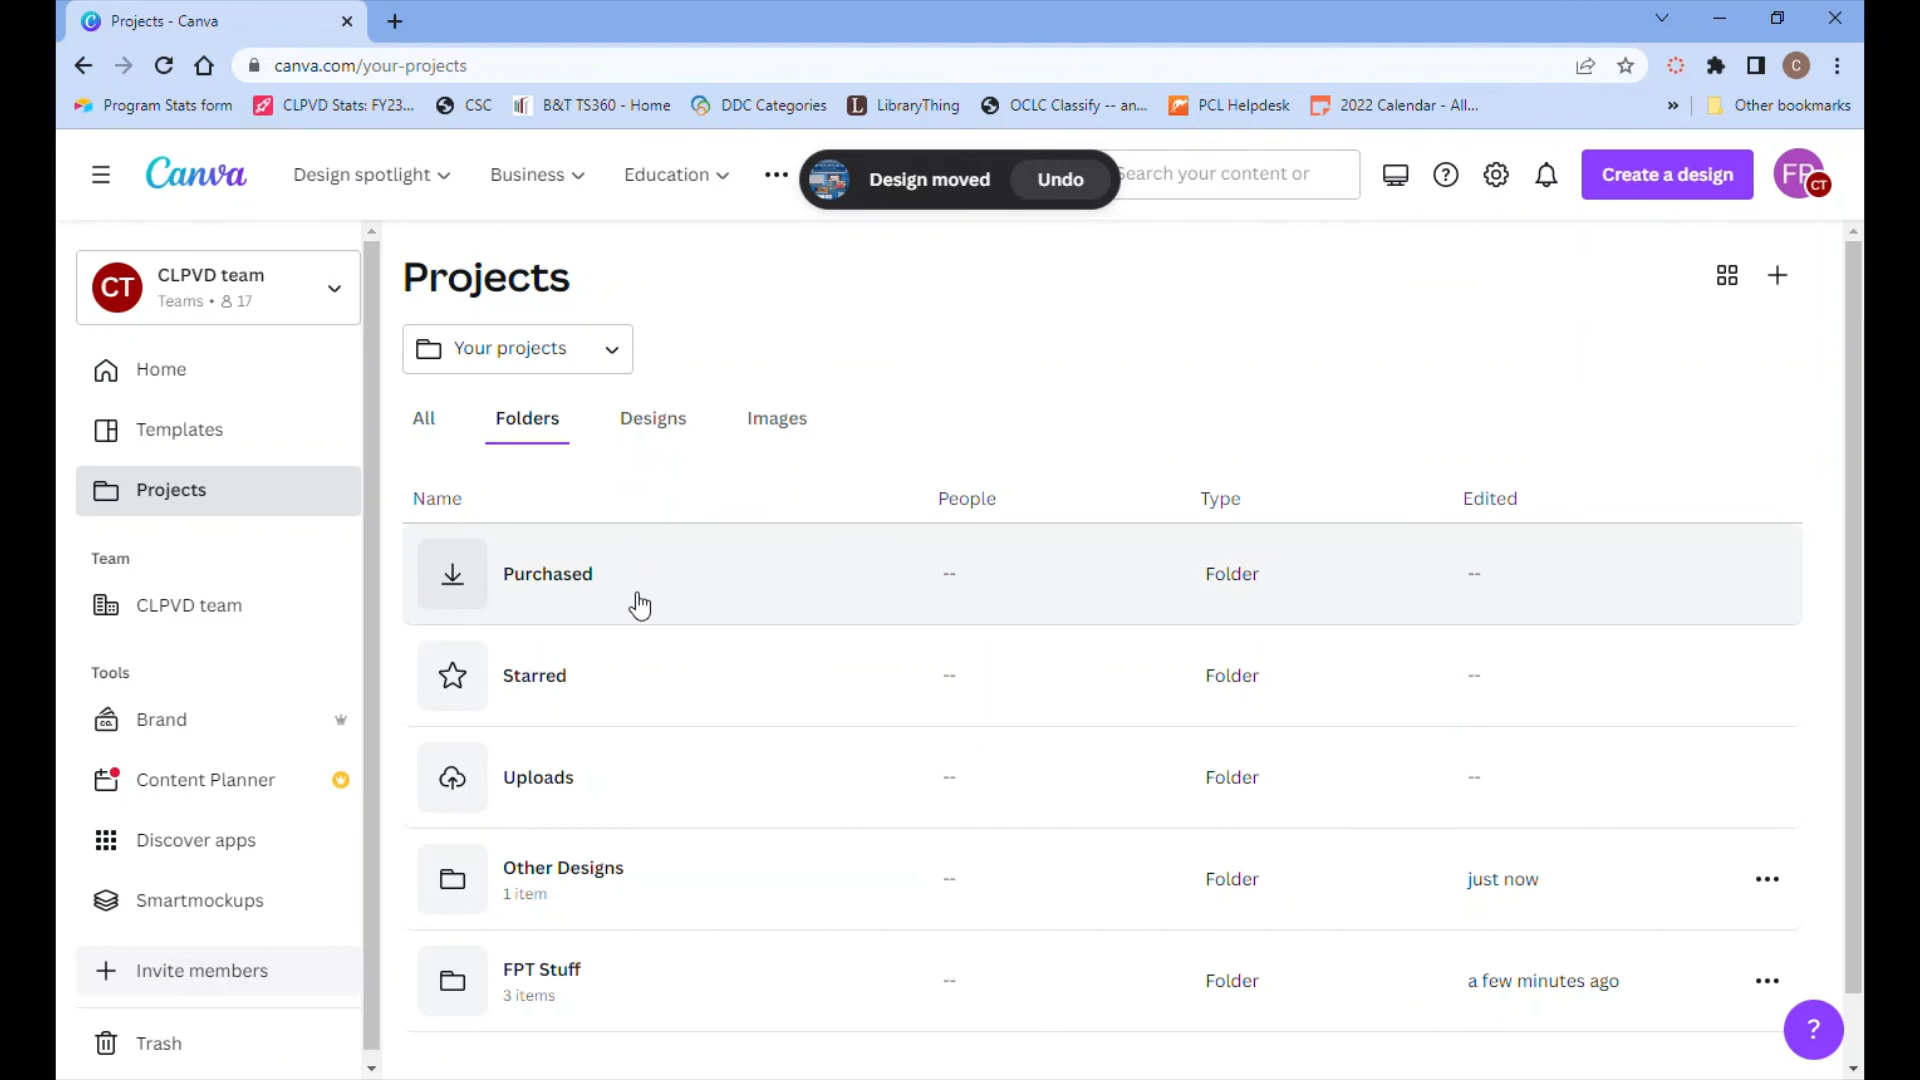 Projects - Canva
canva.com/your-projects
C
Program Stats form
CLPVD Stats: FY23...
CSC
B&T TS360 - Home
DDC Categories
L
LibraryThing
OCLC Classify -- an...
PCL Helpdesk
2022 Calendar - All...
»
Other bookmarks
Canva
Design spotlight
Business
Education
Design moved
Undo
Search your content or
Create a design
FP
CT
CT
CLPVD team
Teams • 17
Home
Templates
Projects
Team
CLPVD team
Tools
Brand
Content Planner
Discover apps
Smartmockups
Invite members
Trash
Projects
Your projects
All
Folders
Designs
Images
Name
People
Type
Edited
Purchased
--
Folder
--
Starred
--
Folder
--
Uploads
--
Folder
--
Other Designs
1 item
--
Folder
just now
FPT Stuff
3 items
--
Folder
a few minutes ago
?